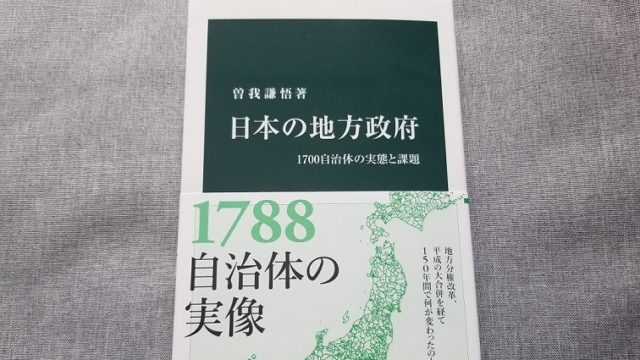 曽我謙悟著
日本の地方政府
1700自治体の実態と課題
1788
自治体の
実像
地方分権改革、
平成の大合併を経て
150年間で何が変わったの